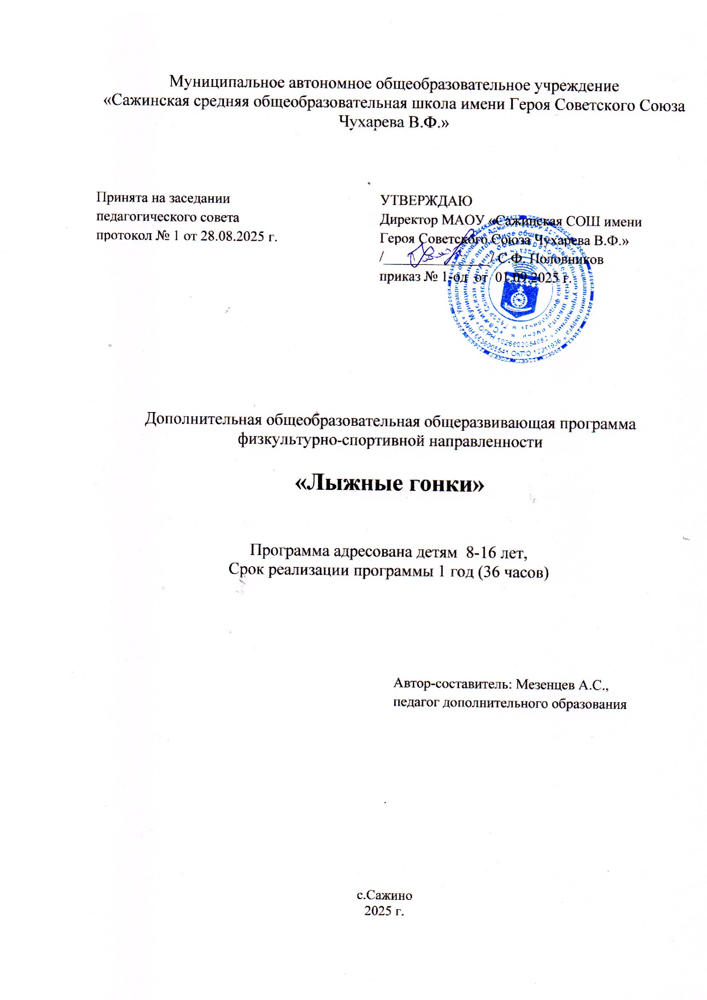 Муниципальное автономное общеобразовательное учреждение
«Сажинская средняя общеобразовательная школа имени Героя Советского Союза
Чухарева В.Ф.»
Принята на заседании
педагогического совета
протокол № 1 от 28.08.2025 г.
УТВЕРЖДАЮ
Директор МАОУ «Сажинская СОШ имени
Героя Советского Союза Чухарева В.Ф.»
/_______________/ С.Ф. Половников
приказ № 1-од от 01.09.2025 г.
Дополнительная общеобразовательная общеразвивающая программа
физкультурно-спортивной направленности
«Лыжные гонки»
Программа адресована детям 8-16 лет,
Срок реализации программы 1 год (36 часов)
Автор-составитель: Мезенцев А.С.,
педагог дополнительного образования
с.Сажино
2025 г.